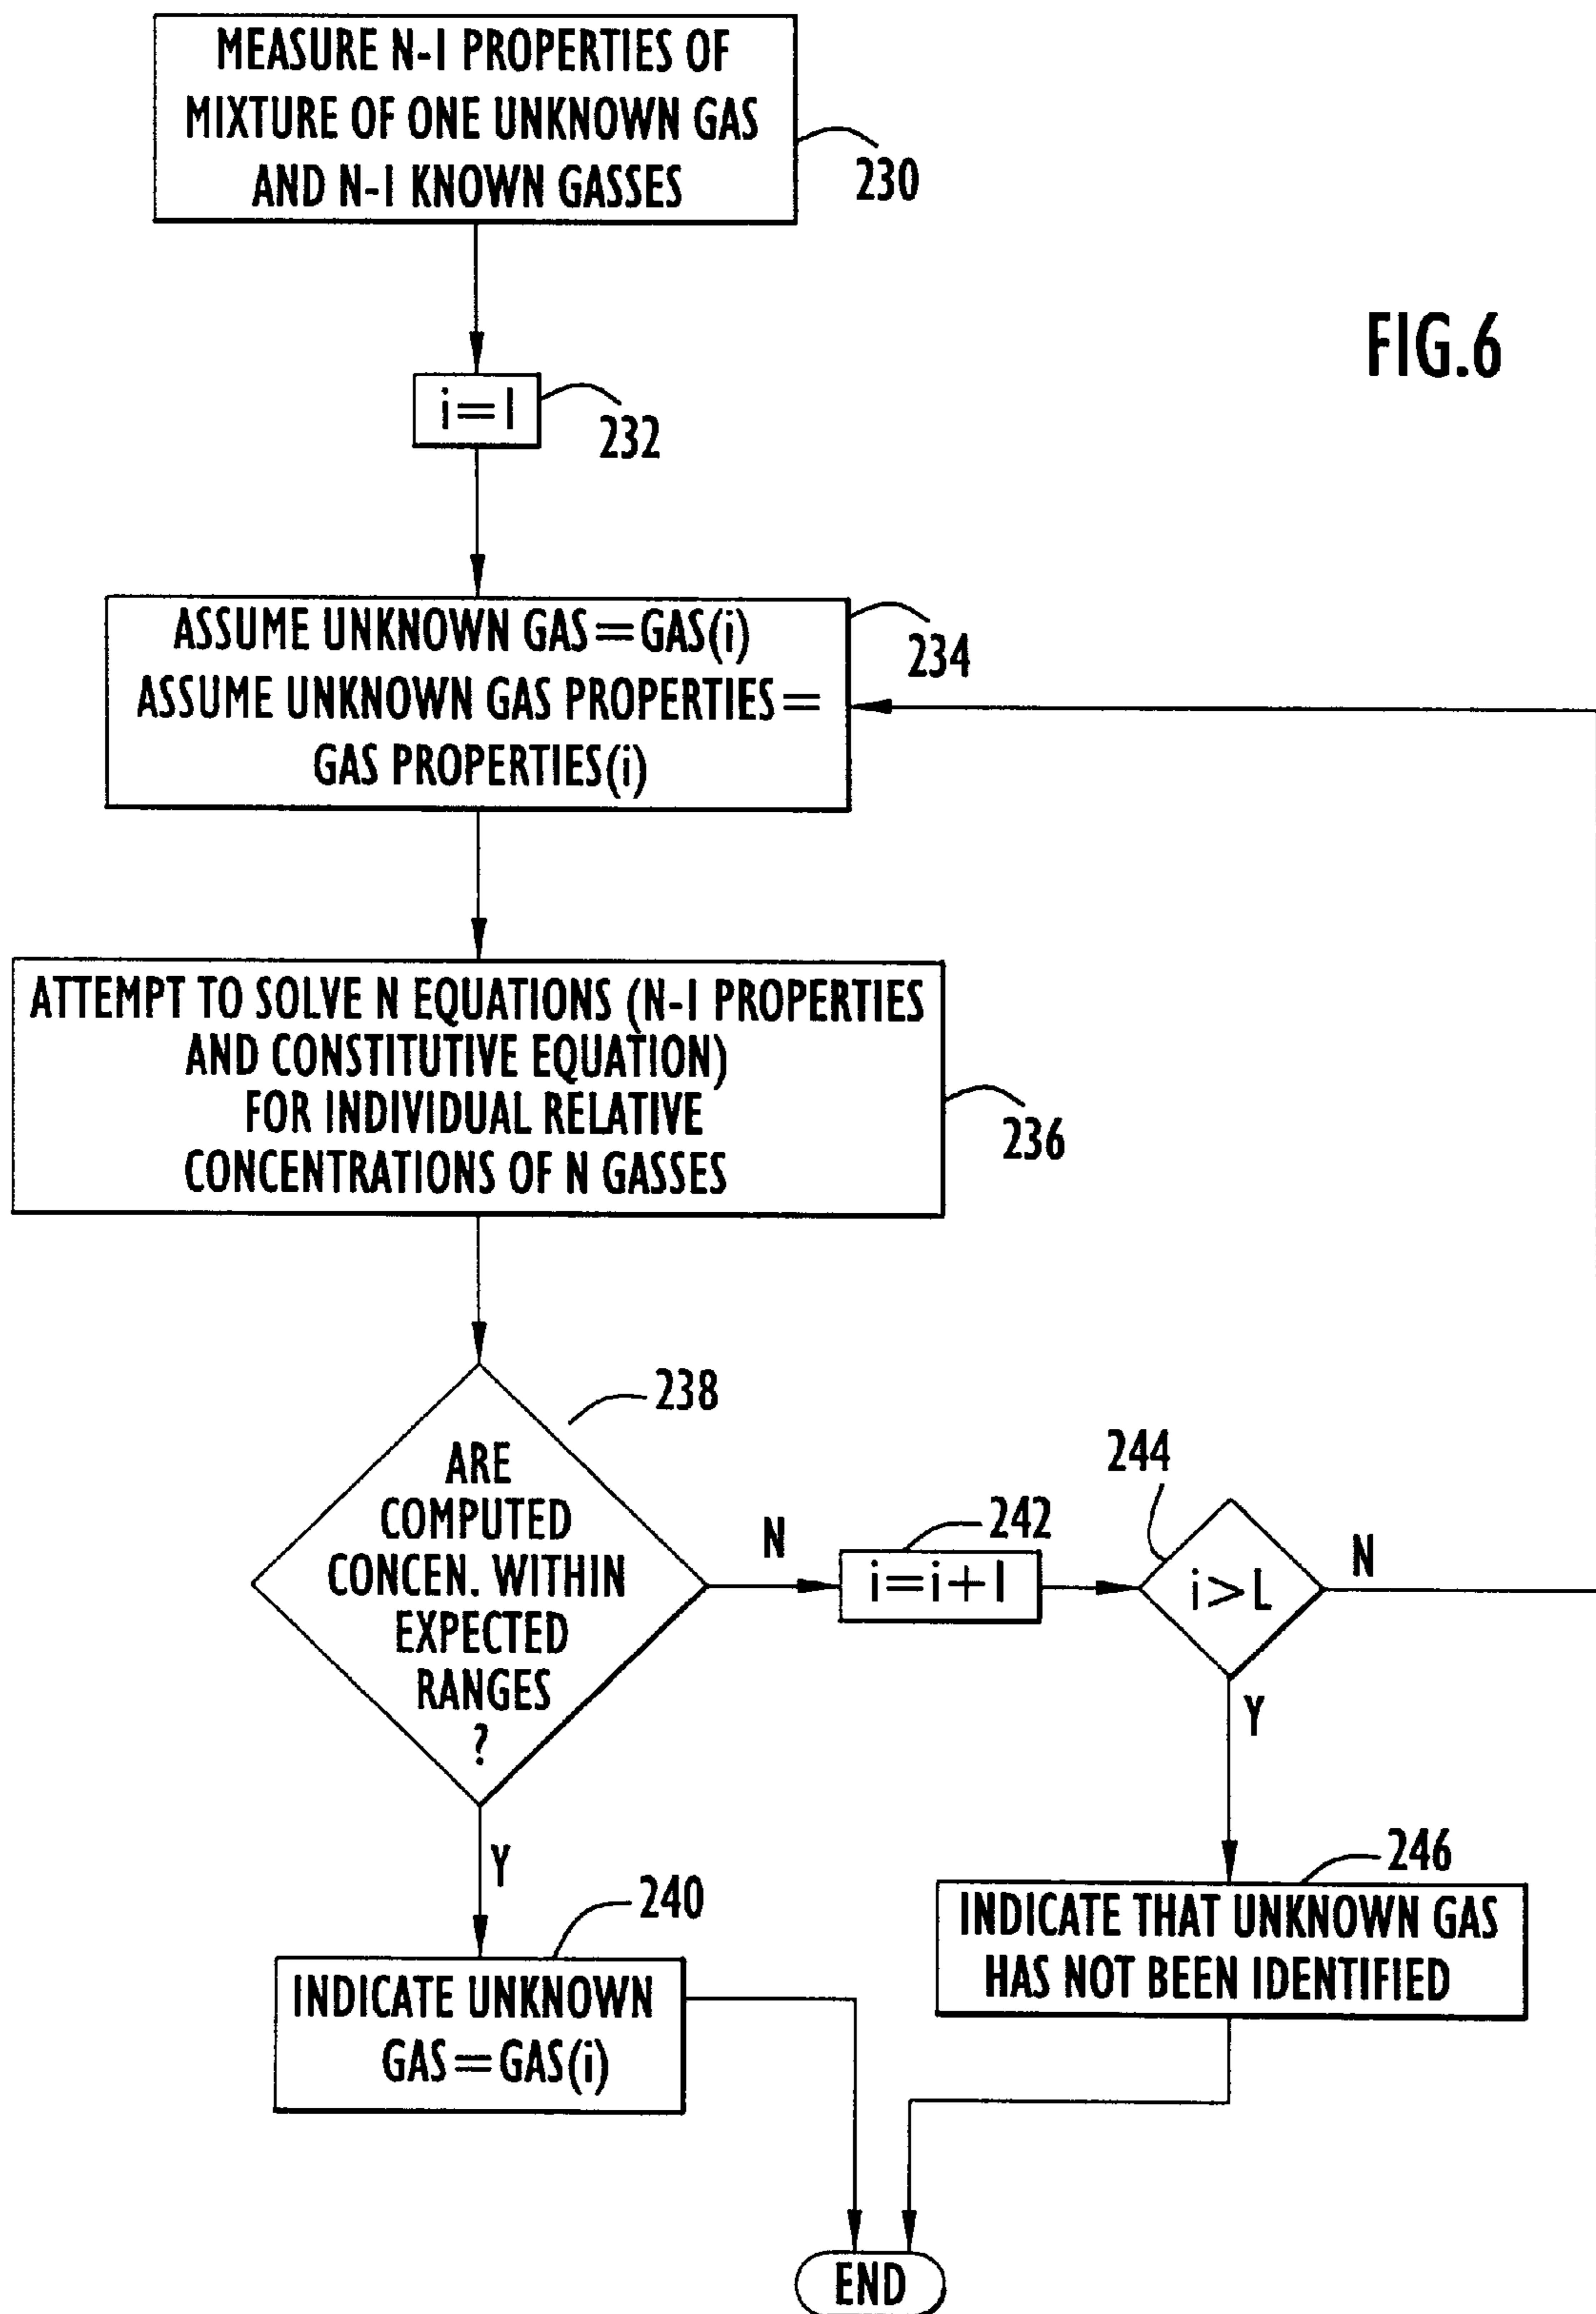 MEASURE N-1 PROPERTIES OF
MIXTURE OF ONE UNKNOWN GAS
AND N-1 KNOWN GASSES
230
FIG.6
i=1
232
ASSUME UNKNOWN GAS=GAS(i)
ASSUME UNKNOWN GAS PROPERTIES=
GAS PROPERTIES(i)
234
ATTEMPT TO SOLVE N EQUATIONS (N-1 PROPERTIES
AND CONSTITUTIVE EQUATION)
FOR INDIVIDUAL RELATIVE
CONCENTRATIONS OF N GASSES
236
238
ARE
COMPUTED
CONCEN. WITHIN
EXPECTED
RANGES
?
N
242
i=i+1
244
i>L
N
Y
Y
240
INDICATE UNKNOWN
GAS=GAS(i)
246
INDICATE THAT UNKNOWN GAS
HAS NOT BEEN IDENTIFIED
END